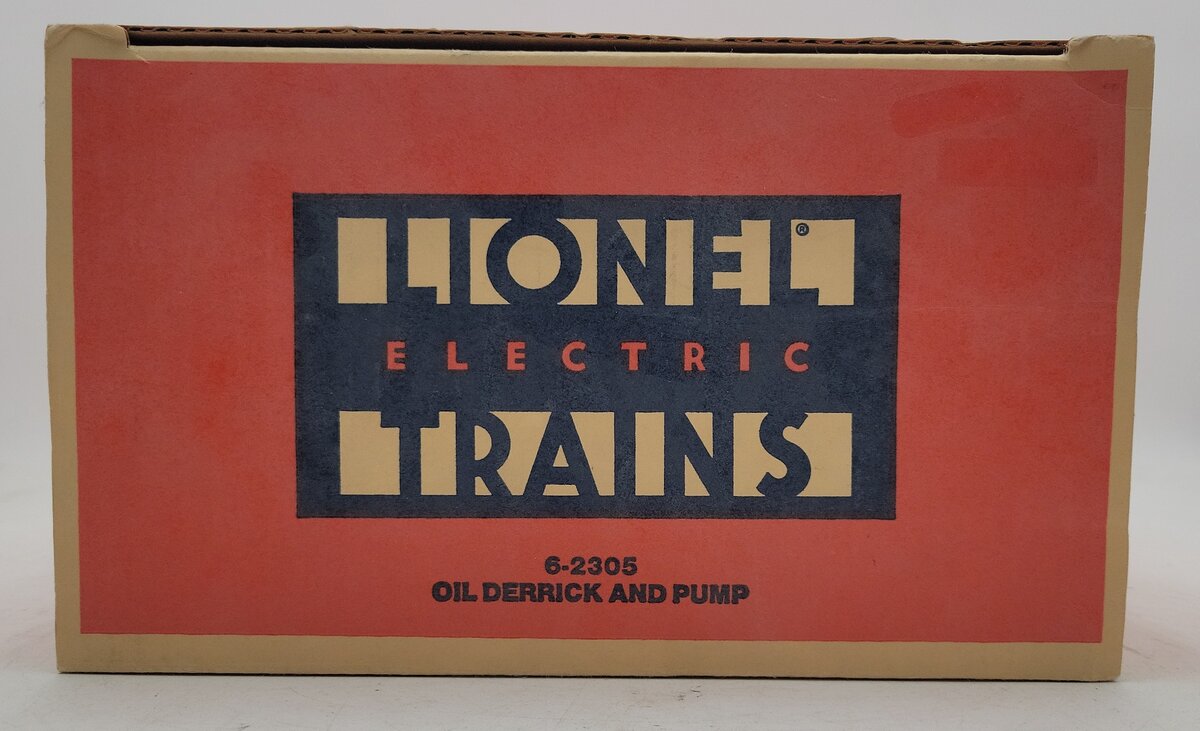 LIONEL®
ELECTRIC
TRAINS
6-2305
OIL DERRICK AND PUMP